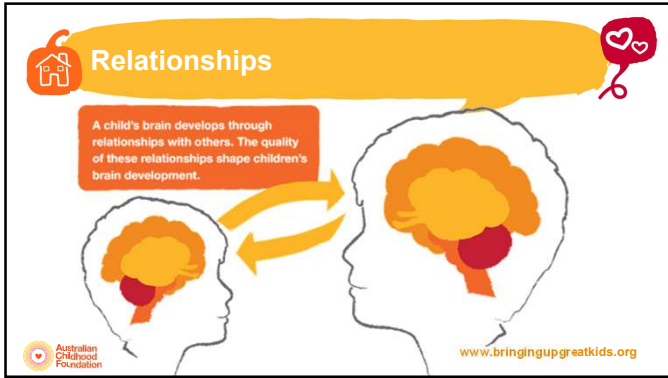 Relationships
A child's brain develops through
relationships with others. The quality
of these relationships shape children's
brain development.
Australian
Childhood
Foundation
www.bringingupgreatkids.org